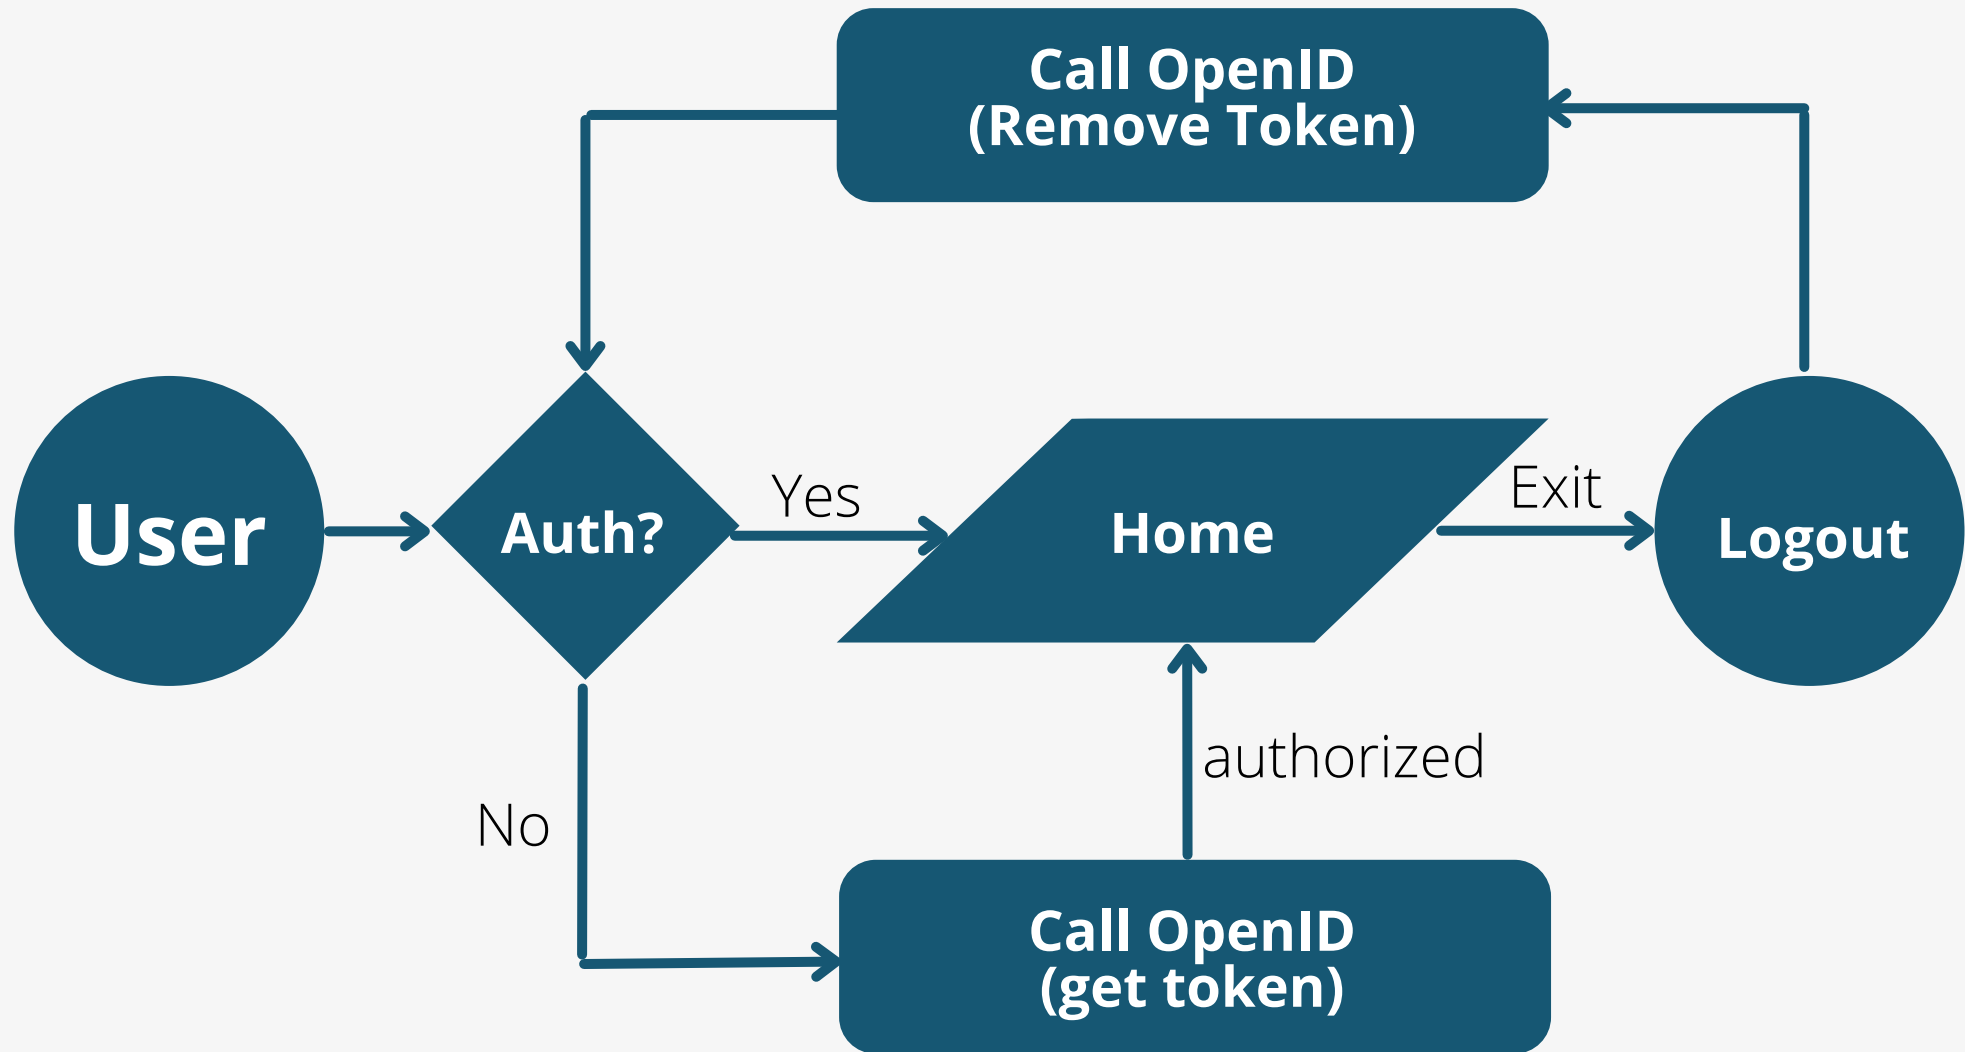 Call OpenID
(Remove Token)
User
Auth?
Yes
Home
Exit
Logout
No
authorized
Call OpenID
(get token)